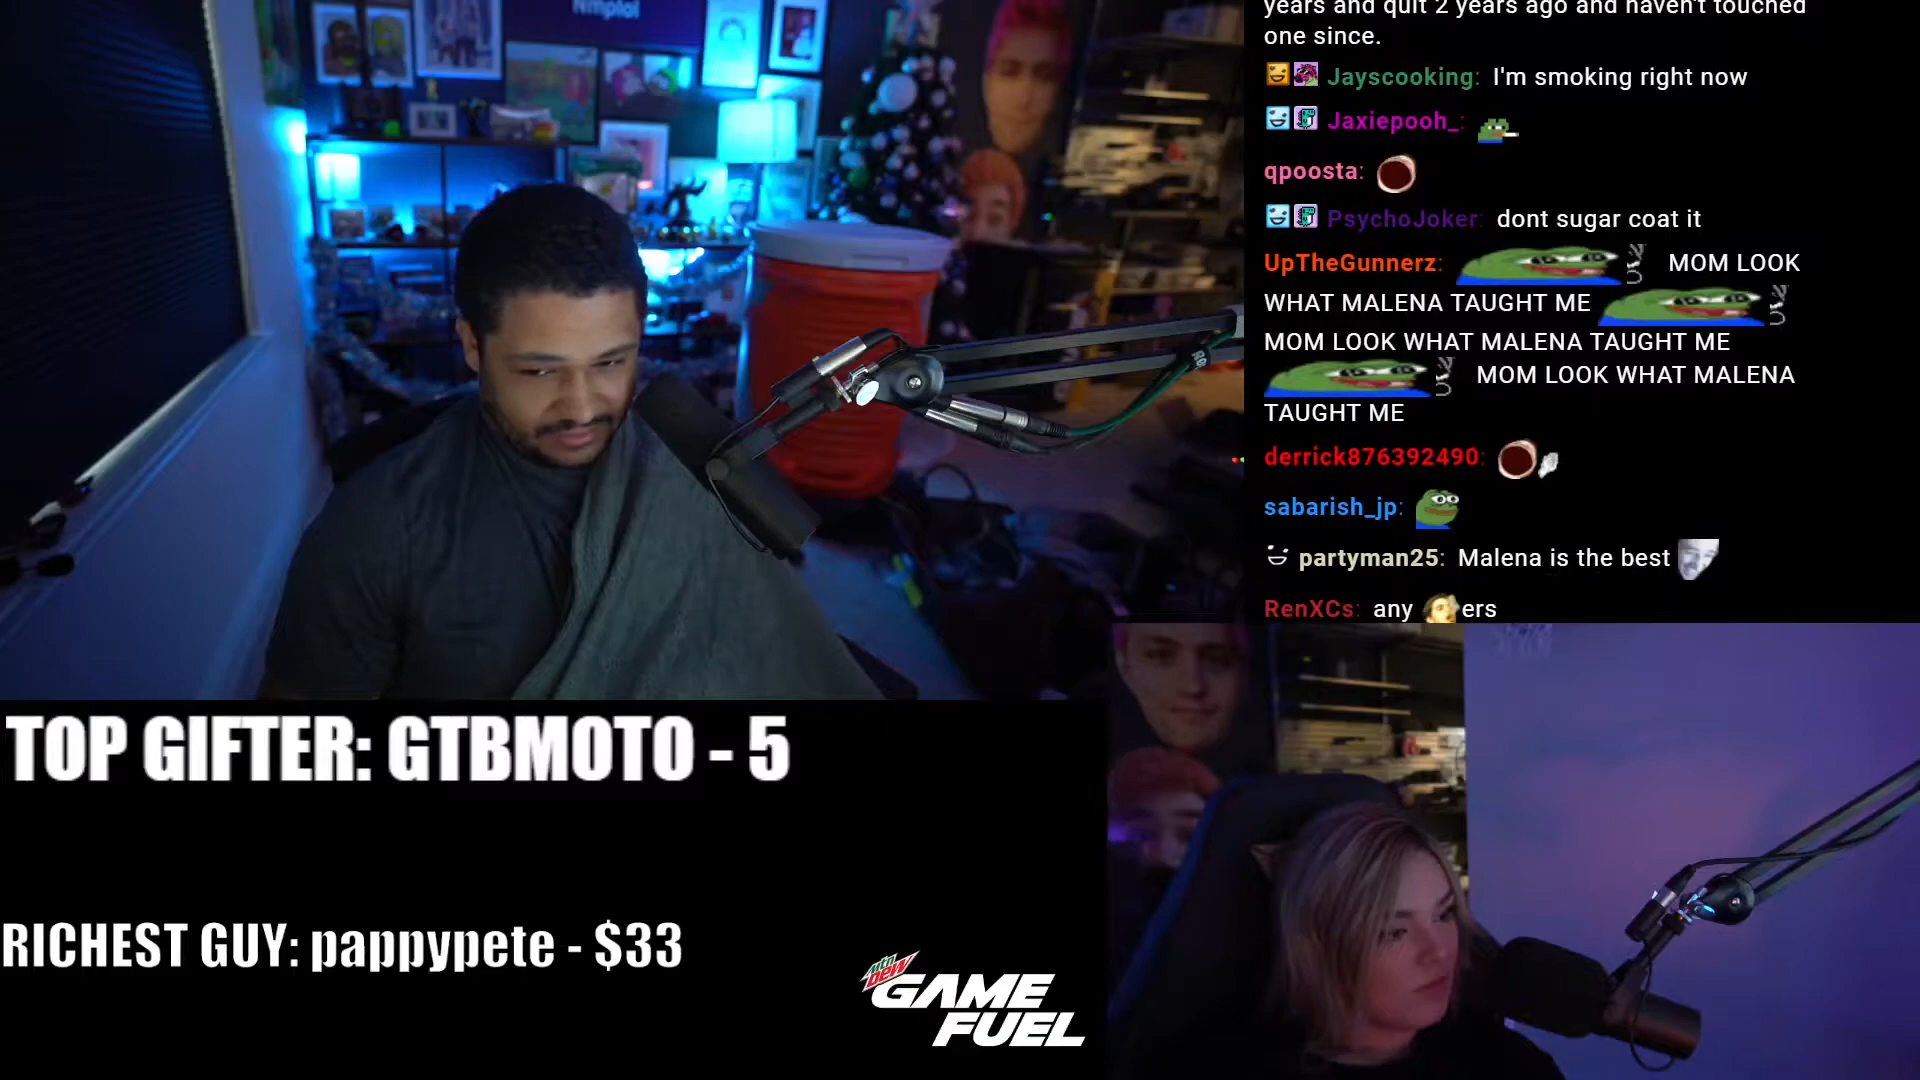 Nmplol
years and quit 2 years ago and haven't touched
one since.
Jayscooking: I'm smoking right now
Jaxiepooh_:
qpoosta:
PsychoJoker: dont sugar coat it
UpTheGunnerz: MOM LOOK
WHAT MALENA TAUGHT ME
MOM LOOK WHAT MALENA TAUGHT ME
MOM LOOK WHAT MALENA
TAUGHT ME
derrick876392490:
sabarish_jp:
partyman25: Malena is the best
RenXCs: any ers
TOP GIFTER: GTBMOTO - 5
RICHEST GUY: pappypete - $33
mtn
DEW
GAME
FUEL